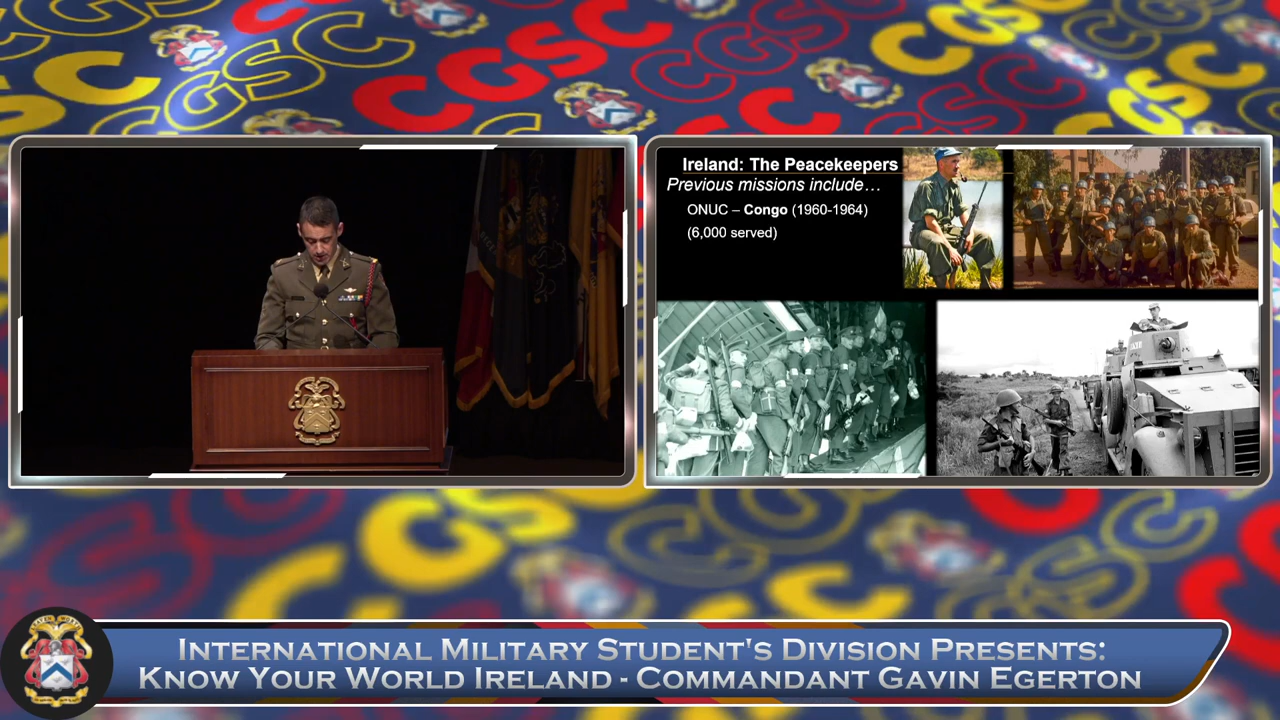 CGSC
Ireland: The Peacekeepers
Previous missions include…
ONUC – Congo (1960-1964)
(6,000 served)
International Military Student's Division Presents:
Know Your World Ireland - Commandant Gavin Egerton